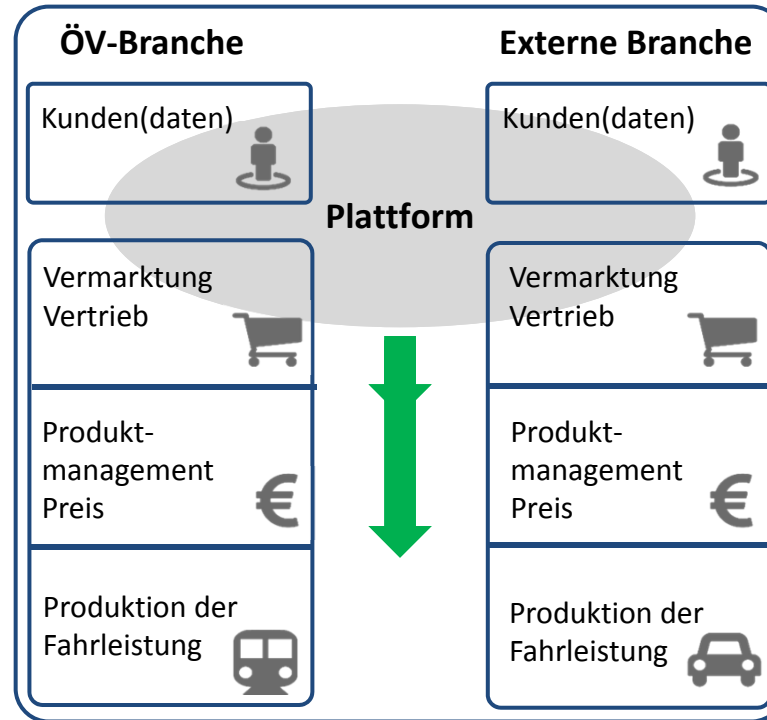 ÖV-Branche
Kunden(daten)
Vermarktung
Vertrieb
Produkt-
management
Preis
€
Produktion der
Fahrleistung
Plattform
Externe Branche
Kunden(daten)
Vermarktung
Vertrieb
Produkt-
management
Preis
€
Produktion der
Fahrleistung